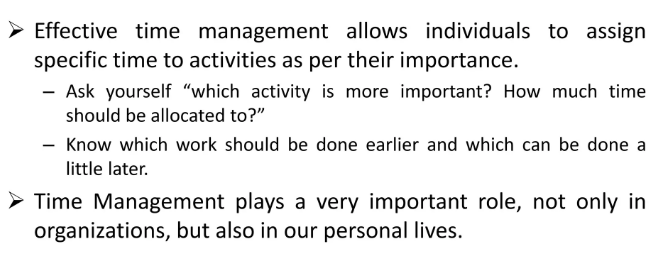 ➢ Effective time management allows individuals to assign
specific time to activities as per their importance.
– Ask yourself “which activity is more important? How much time
should be allocated to?”
– Know which work should be done earlier and which can be done a
little later.
➢ Time Management plays a very important role, not only in
organizations, but also in our personal lives.